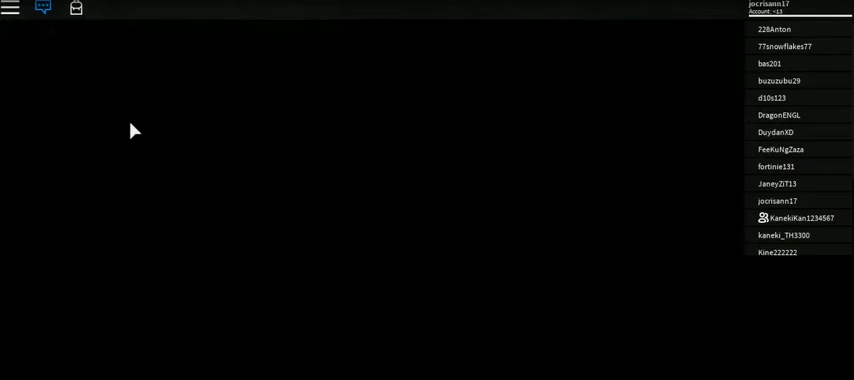 jocrisann17
Account: <13
228Anton
77snowflakes77
bas201
buzuzubu29
d10s123
DragonENGL
DuydanXD
FeeKuNgZaza
fortinie131
JaneyZiT13
jocrisann17
KanekiKan1234567
kaneki_TH3300
Kine222222